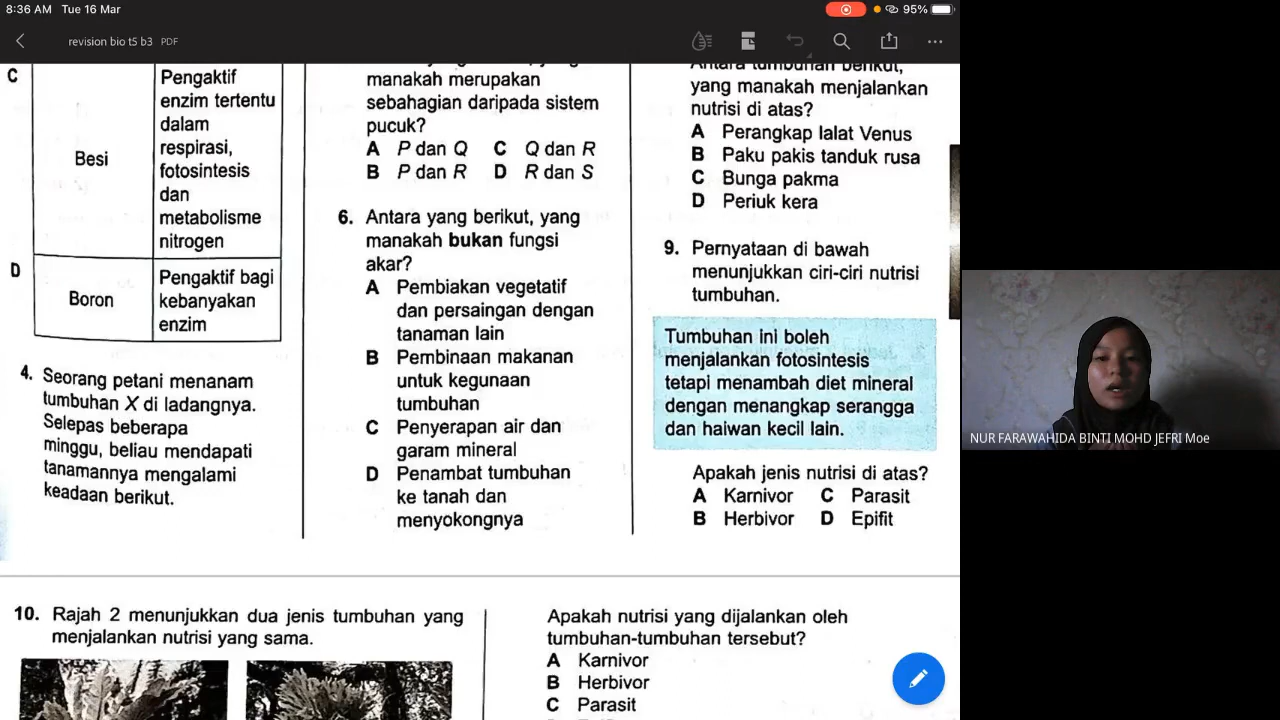 8:36 AM Tue 16 Mar
95%
revision bio t5 b3 PDF
C
Besi
Pengaktif
enzim tertentu
dalam
respirasi,
fotosintesis
dan
metabolisme
nitrogen
D
Boron
Pengaktif bagi
kebanyakan
enzim
4. Seorang petani menanam
tumbuhan X di ladangnya.
Selepas beberapa
minggu, beliau mendapati
tanamannya mengalami
keadaan berikut.
manakah merupakan
sebahagian daripada sistem
pucuk?
A P dan Q C Q dan R
B P dan R D R dan S
6. Antara yang berikut, yang
manakah bukan fungsi
akar?
A Pembiakan vegetatif
dan persaingan dengan
tanaman lain
B Pembinaan makanan
untuk kegunaan
tumbuhan
C Penyerapan air dan
garam mineral
D Penambat tumbuhan
ke tanah dan
menyokongnya
Antara tumbuhan berikut,
yang manakah menjalankan
nutrisi di atas?
A Perangkap lalat Venus
B Paku pakis tanduk rusa
C Bunga pakma
D Periuk kera
9. Pernyataan di bawah
menunjukkan ciri-ciri nutrisi
tumbuhan.
Tumbuhan ini boleh
menjalankan fotosintesis
tetapi menambah diet mineral
dengan menangkap serangga
dan haiwan kecil lain.
Apakah jenis nutrisi di atas?
A Karnivor C Parasit
B Herbivor D Epifit
10. Rajah 2 menunjukkan dua jenis tumbuhan yang
menjalankan nutrisi yang sama.
Apakah nutrisi yang dijalankan oleh
tumbuhan-tumbuhan tersebut?
A Karnivor
B Herbivor
C Parasit
NUR FARAWAHIDA BINTI MOHD JEFRI Moe